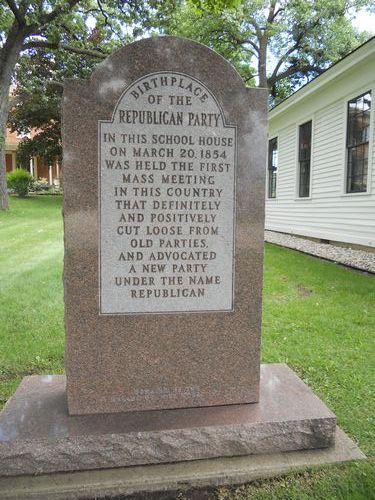 BIRTHPLACE
OF THE
REPUBLICAN PARTY
IN THIS SCHOOL HOUSE
ON MARCH 20, 1854
WAS HELD THE FIRST
MASS MEETING
IN THIS COUNTRY
THAT DEFINITELY
AND POSITIVELY
CUT LOOSE FROM
OLD PARTIES,
AND ADVOCATED
A NEW PARTY
UNDER THE NAME
REPUBLICAN